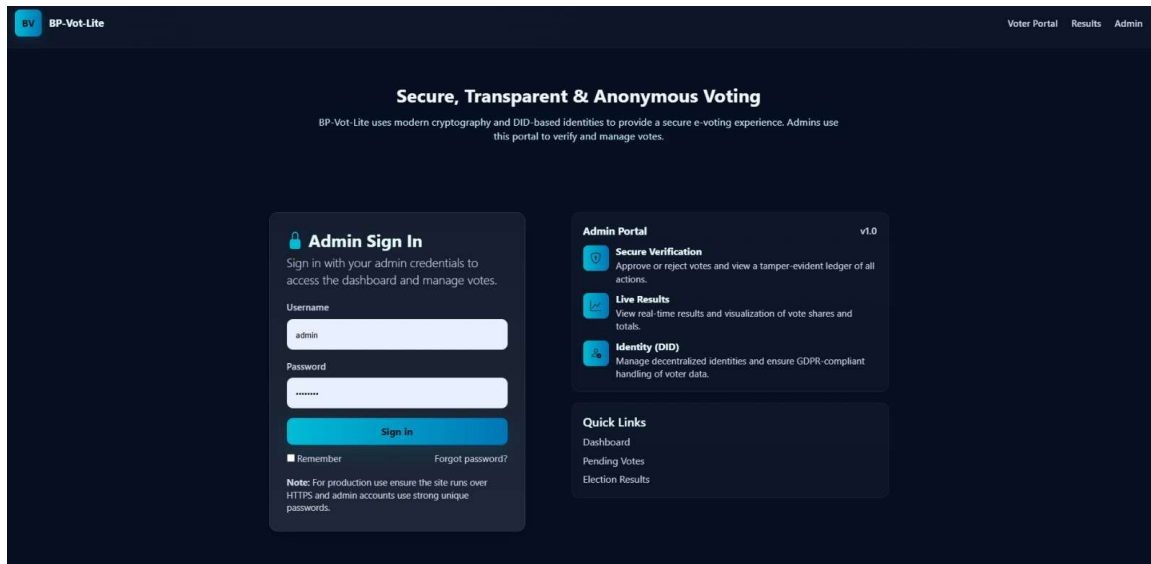 BV BP-Vot-Lite
Voter Portal Results Admin
Secure, Transparent & Anonymous Voting
BP-Vot-Lite uses modern cryptography and DID-based identities to provide a secure e-voting experience. Admins use
this portal to verify and manage votes.
Admin Sign In
Sign in with your admin credentials to
access the dashboard and manage votes.
Username
admin
Password
••••••••
Sign in
Remember Forgot password?
Note: For production use ensure the site runs over
HTTPS and admin accounts use strong unique
passwords.
Admin Portal v1.0
Secure Verification
Approve or reject votes and view a tamper-evident ledger of all
actions.
Live Results
View real-time results and visualization of vote shares and
totals.
Identity (DID)
Manage decentralized identities and ensure GDPR-compliant
handling of voter data.
Quick Links
Dashboard
Pending Votes
Election Results